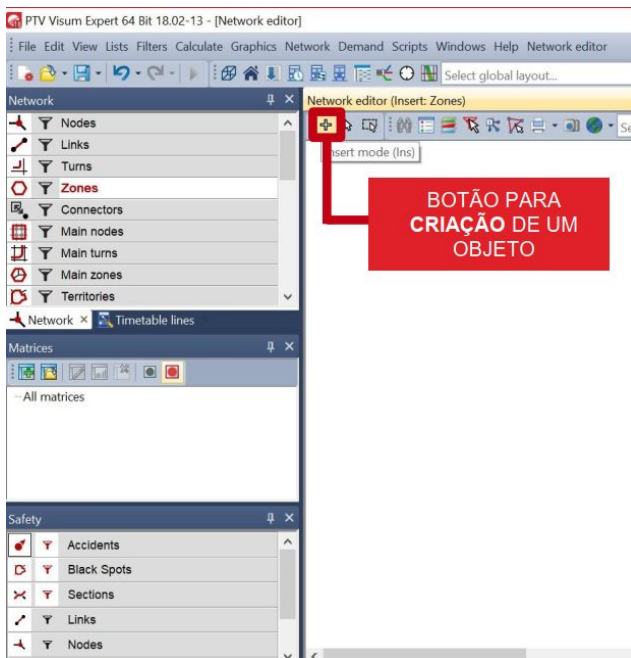 PTV Visum Expert 64 Bit 18.02-13 - [Network editor]
File Edit View Lists Filters Calculate Graphics Network Demand Scripts Windows Help Network editor
Select global layout...
Network
Nodes
Links
Turns
Zones
Connectors
Main nodes
Main turns
Main zones
Territories
Network Timetable lines
Matrices
All matrices
Safety
Accidents
Black Spots
Sections
Links
Nodes
Network editor (Insert: Zones)
Se
nsert mode (Ins)
BOTÃO PARA
CRIAÇÃO DE UM
OBJETO